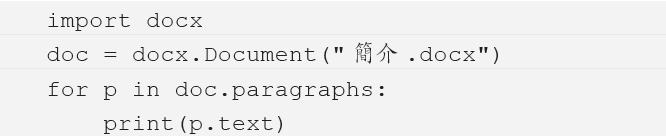 import docx
doc = docx.Document("簡介.docx")
for p in doc.paragraphs:
    print(p.text)